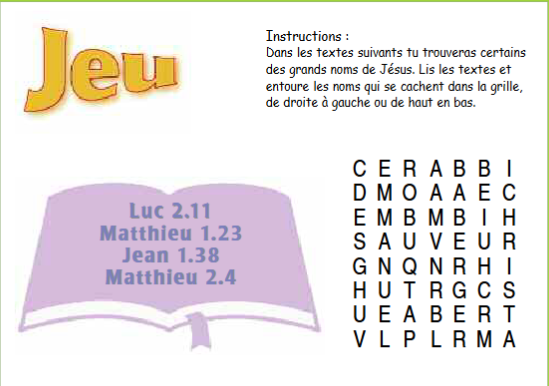 Jeu
Instructions :
Dans les textes suivants tu trouveras certains
des grands noms de Jésus. Lis les textes et
entoure les noms qui se cachent dans la grille,
de droite à gauche ou de haut en bas.
Luc 2.11
Matthieu 1.23
Jean 1.38
Matthieu 2.4
C E R A B B I
D M O A A E C
E M B M B I H
S A U V E U R
G N Q N R H I
H U T R G C S
U E A B E R T
V L P L R M A